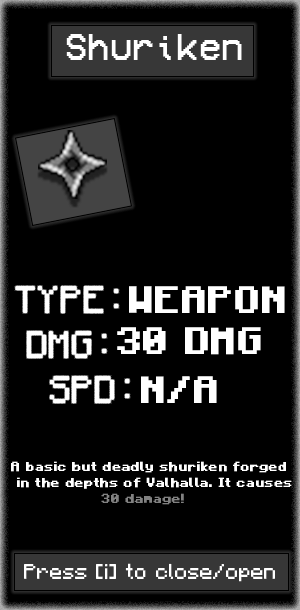 Shuriken
TYPE:WEAPON
DMG:30 DMG
SPD:N/A
A basic but deadly shuriken forged
in the depths of Valhalla. It causes
30 damage!
Press [i] to close/open